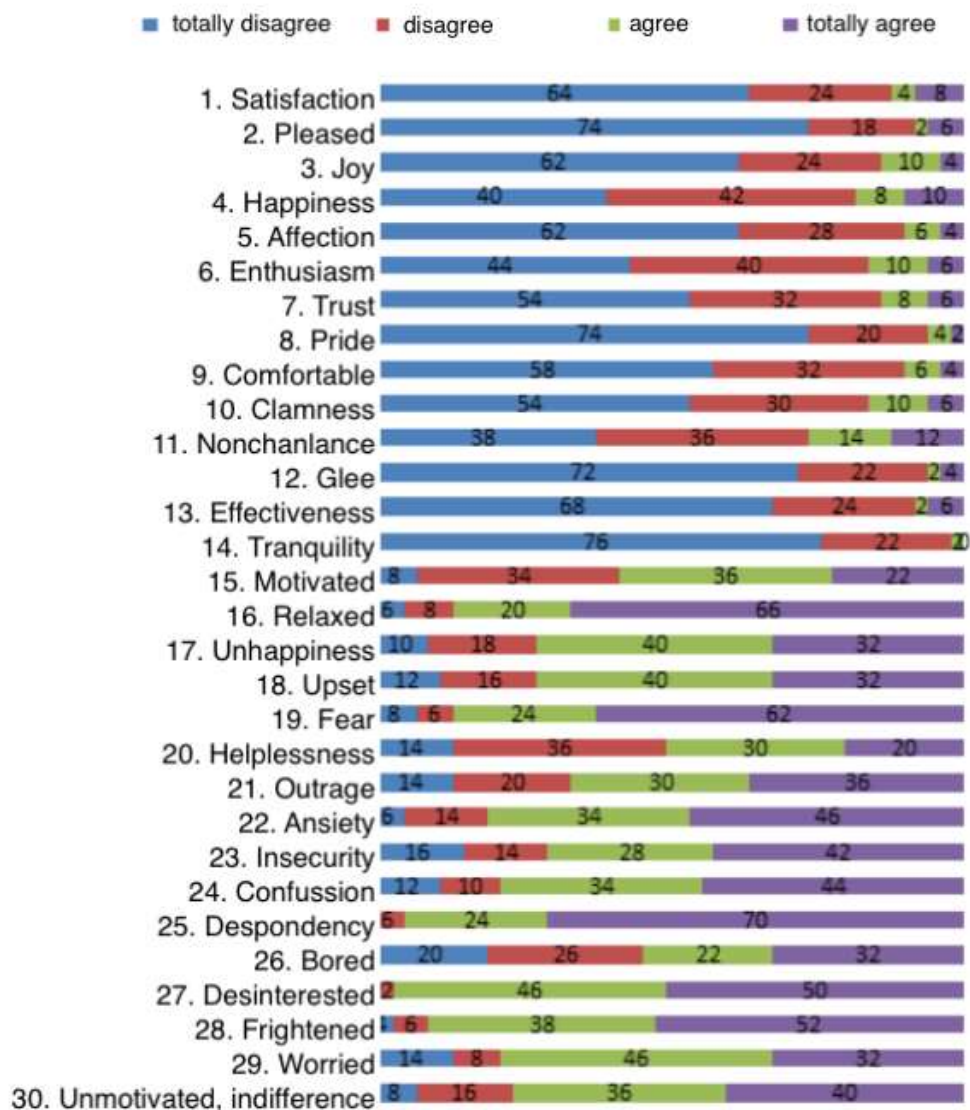 totally disagree disagree agree totally agree
1. Satisfaction 64 24 4 8
2. Pleased 74 18 2 6
3. Joy 62 24 10 4
4. Happiness 40 42 8 10
5. Affection 62 28 6 4
6. Enthusiasm 44 40 10 6
7. Trust 54 32 8 6
8. Pride 74 20 4 2
9. Comfortable 58 32 6 4
10. Clamness 54 30 10 6
11. Nonchanlance 38 36 14 12
12. Glee 72 22 2 4
13. Effectiveness 68 24 2 6
14. Tranquility 76 22 2 0
15. Motivated 8 34 36 22
16. Relaxed 6 8 20 66
17. Unhappiness 10 18 40 32
18. Upset 12 16 40 32
19. Fear 8 6 24 62
20. Helplessness 14 36 30 20
21. Outrage 14 20 30 36
22. Ansiety 6 14 34 46
23. Insecurity 16 14 28 42
24. Confussion 12 10 34 44
25. Despondency 6 24 70
26. Bored 20 26 22 32
27. Desinterested 2 46 50
28. Frightened 6 38 52
29. Worried 14 8 46 32
30. Unmotivated, indifference 8 16 36 40